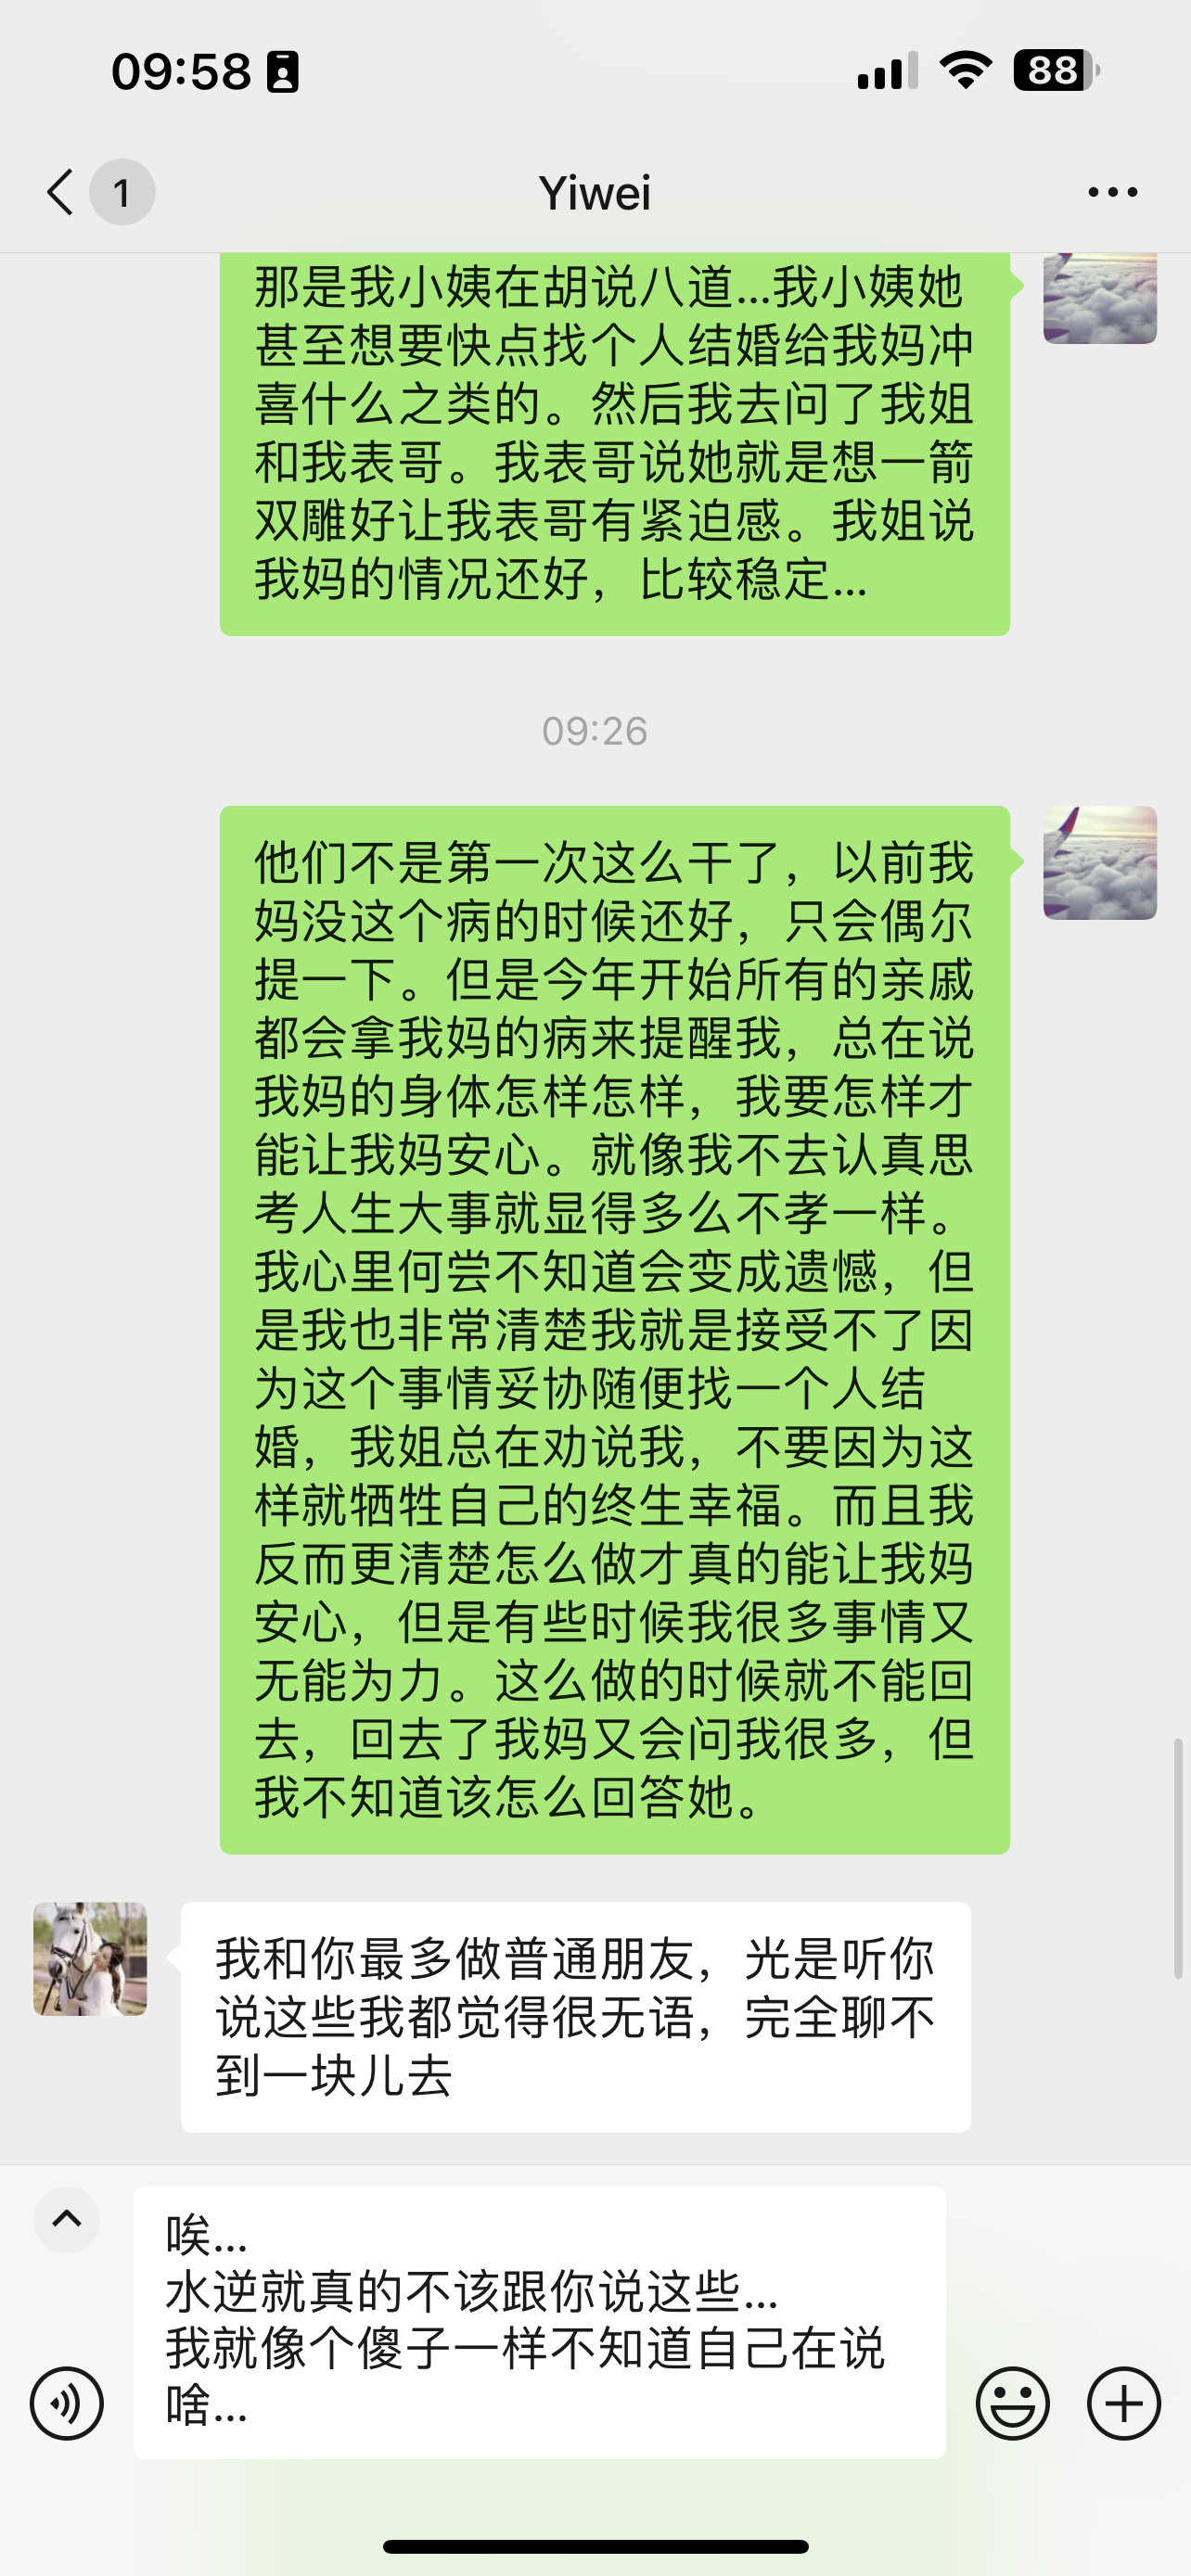 09:58
88
1
Yiwei
那是我小姨在胡说八道...我小姨她
甚至想要快点找个人结婚给我妈冲
喜什么之类的。然后我去问了我姐
和我表哥。我表哥说她就是想一箭
双雕好让我表哥有紧迫感。我姐说
我妈的情况还好，比较稳定...
09:26
他们不是第一次这么干了，以前我
妈没这个病的时候还好，只会偶尔
提一下。但是今年开始所有的亲戚
都会拿我妈的病来提醒我，总在说
我妈的身体怎样怎样，我要怎样才
能让我妈安心。就像我不去认真思
考人生大事就显得多么不孝一样。
我心里何尝不知道会变成遗憾，但
是我也非常清楚我就是接受不了因
为这个事情妥协随便找一个人结
婚，我姐总在劝说我，不要因为这
样就牺牲自己的终生幸福。而且我
反而更清楚怎么做才真的能让我妈
安心，但是有些时候我很多事情又
无能为力。这么做的时候就不能回
去，回去了我妈又会问我很多，但
我不知道该怎么回答她。
我和你最多做普通朋友，光是听你
说这些我都觉得很无语，完全聊不
到一块儿去
唉...
水逆就真的不该跟你说这些...
我就像个傻子一样不知道自己在说
啥...